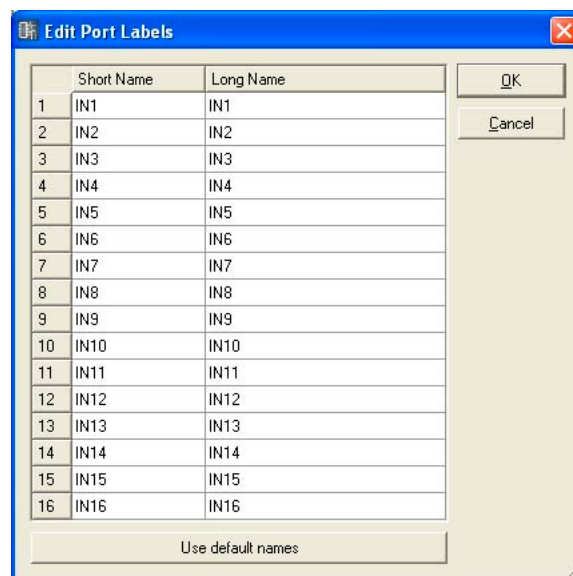 Edit Port Labels
Short Name Long Name
1 IN1 IN1
2 IN2 IN2
3 IN3 IN3
4 IN4 IN4
5 IN5 IN5
6 IN6 IN6
7 IN7 IN7
8 IN8 IN8
9 IN9 IN9
10 IN10 IN10
11 IN11 IN11
12 IN12 IN12
13 IN13 IN13
14 IN14 IN14
15 IN15 IN15
16 IN16 IN16
Use default names
OK
Cancel